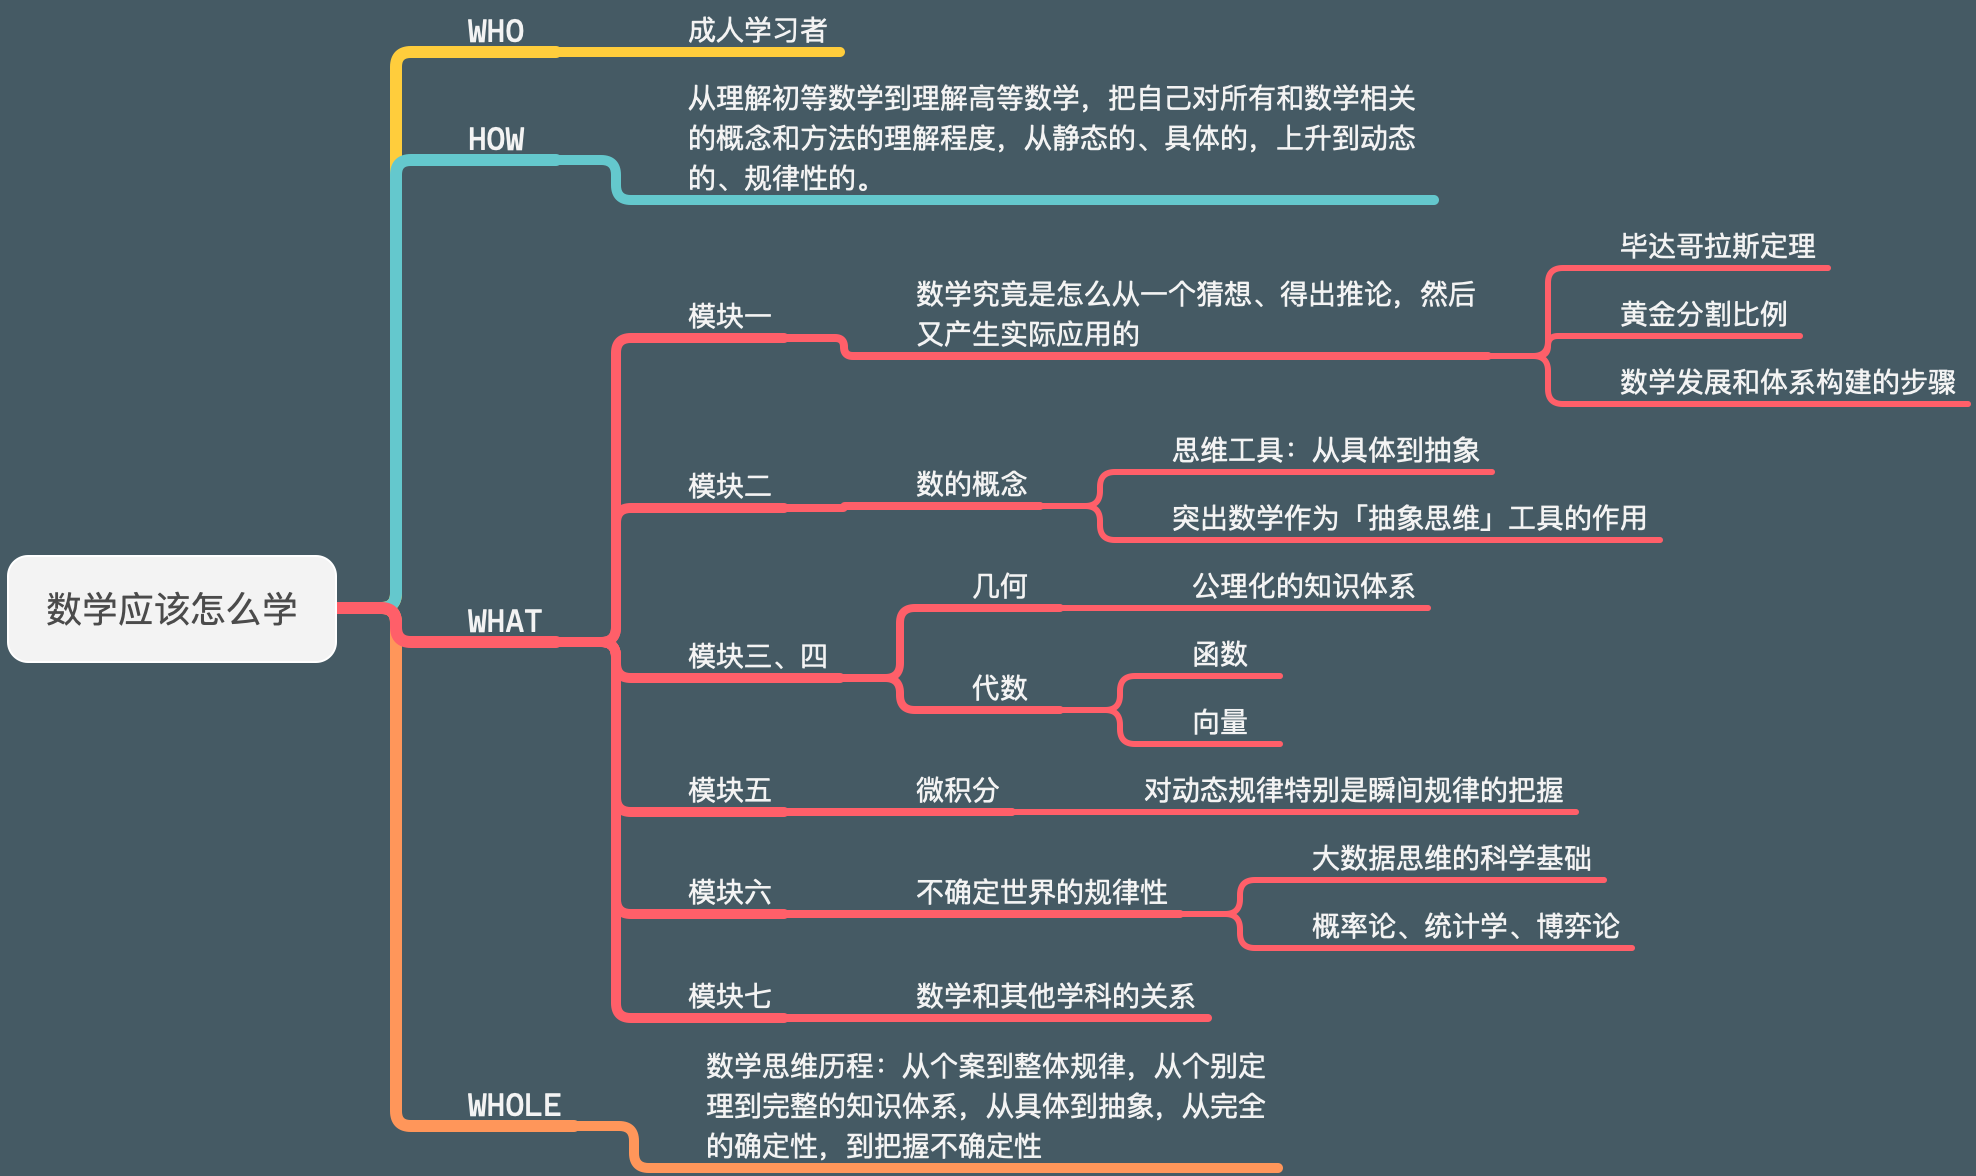 数学应该怎么学
WHO
成人学习者
HOW
从理解初等数学到理解高等数学，把自己对所有和数学相关
的概念和方法的理解程度，从静态的、具体的，上升到动态
的、规律性的。
WHAT
模块一
数学究竟是怎么从一个猜想、得出推论，然后
又产生实际应用的
毕达哥拉斯定理
黄金分割比例
数学发展和体系构建的步骤
模块二
数的概念
思维工具：从具体到抽象
突出数学作为「抽象思维」工具的作用
模块三、四
几何
公理化的知识体系
代数
函数
向量
模块五
微积分
对动态规律特别是瞬间规律的把握
模块六
不确定世界的规律性
大数据思维的科学基础
概率论、统计学、博弈论
模块七
数学和其他学科的关系
WHOLE
数学思维历程：从个案到整体规律，从个别定
理到完整的知识体系，从具体到抽象，从完全
的确定性，到把握不确定性